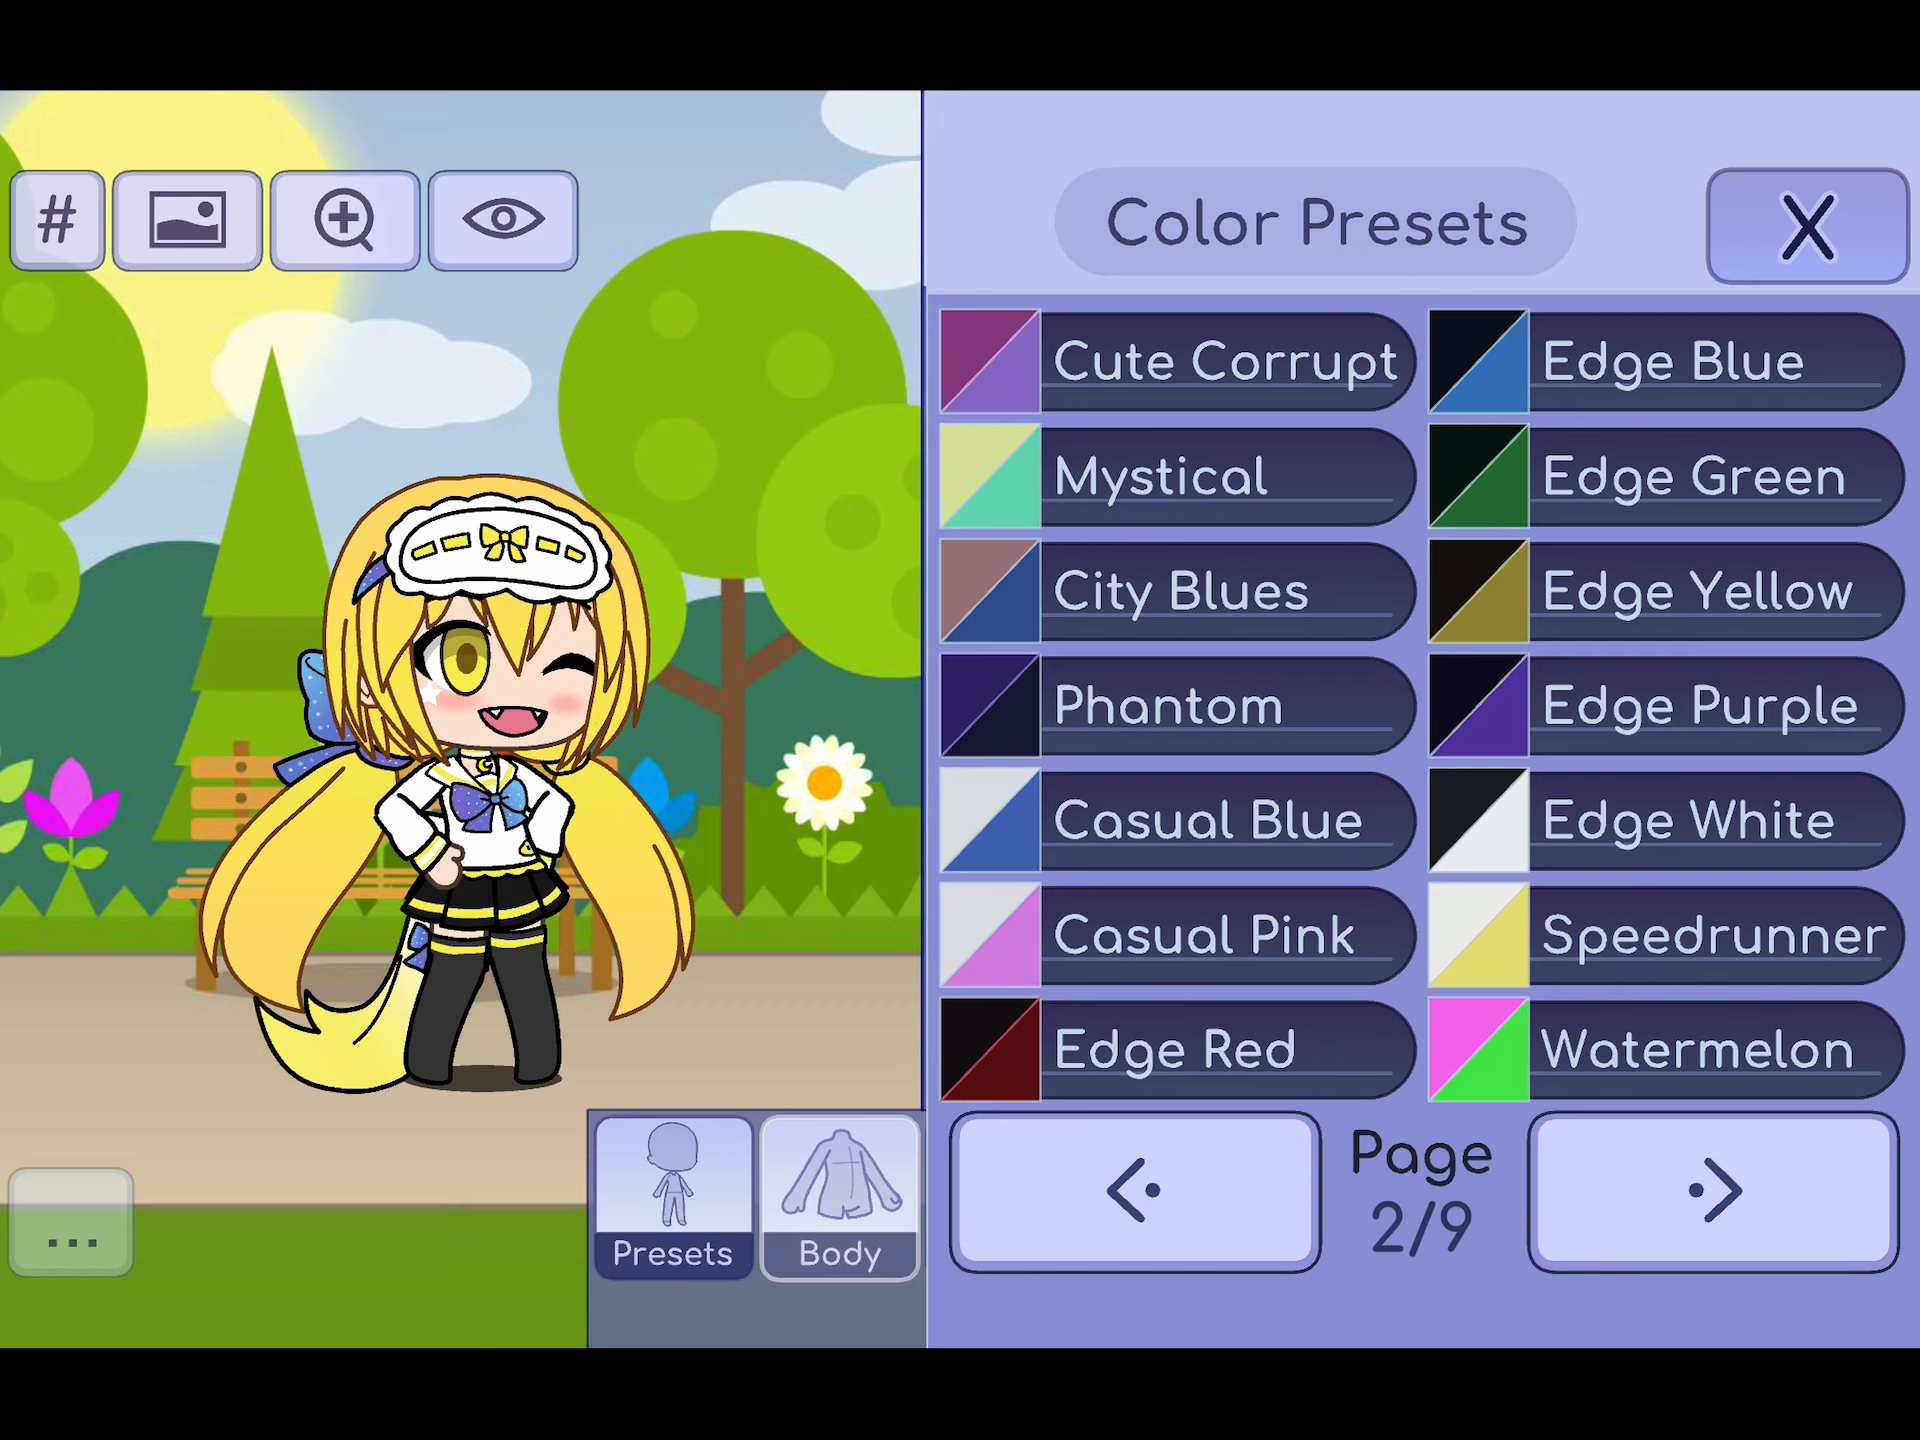 #
Color Presets
X
Cute Corrupt
Edge Blue
Mystical
Edge Green
City Blues
Edge Yellow
Phantom
Edge Purple
Casual Blue
Edge White
Casual Pink
Speedrunner
Edge Red
Watermelon
Page
2/9
Presets
Body
...